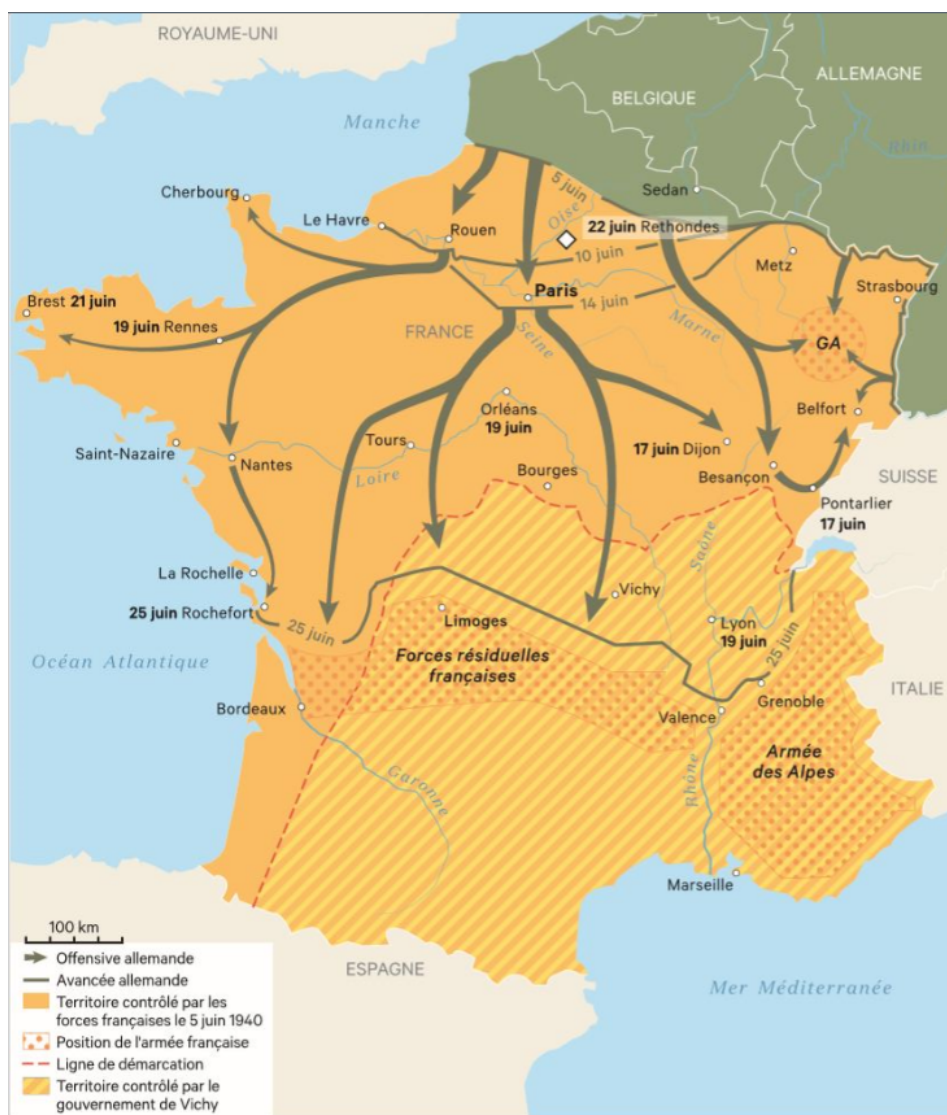 ROYAUME-UNI
ALLEMAGNE
BELGIQUE
Manche
Rhin
5 juin
Sedan
Cherbourg
Le Havre
Oise
Rouen
22 juin Rethondes
10 juin
Metz
Paris
Strasbourg
Brest 21 juin
14 juin
19 juin Rennes
FRANCE
Seine
Marne
GA
Orléans
19 juin
Belfort
Saint-Nazaire
Tours
17 juin Dijon
Nantes
Loire
Bourges
Besançon
SUISSE
Pontarlier
17 juin
Saône
La Rochelle
Vichy
25 juin Rochefort
25 juin
Limoges
Lyon
19 juin
25 juin
Océan Atlantique
Forces résiduelles
françaises
ITALIE
Bordeaux
Valence
Grenoble
Garonne
Rhône
Armée
des Alpes
Marseille
100 km
Offensive allemande
ESPAGNE
Avancée allemande
Mer Méditerranée
Territoire contrôlé par les
forces françaises le 5 juin 1940
Position de l'armée française
Ligne de démarcation
Territoire contrôlé par le
gouvernement de Vichy